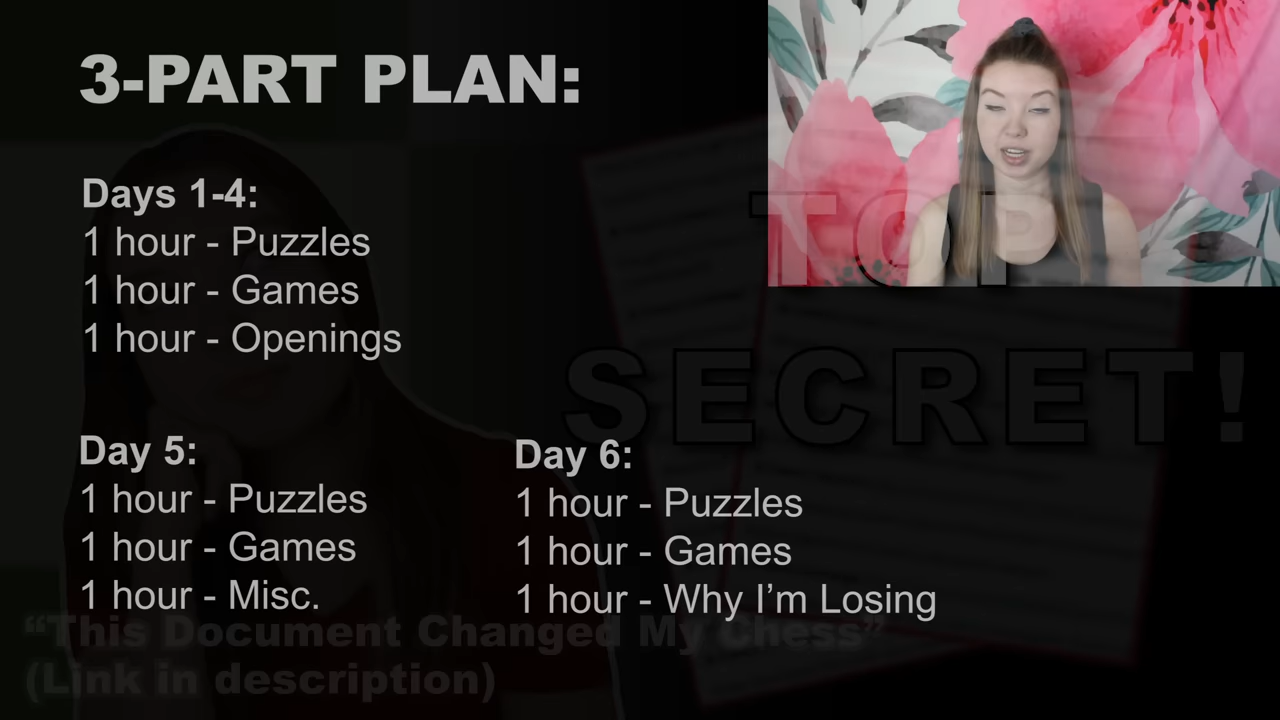 3-PART PLAN:
Days 1-4:
1 hour - Puzzles
1 hour - Games
1 hour - Openings
TOP
SECRET!
Day 5:
1 hour - Puzzles
1 hour - Games
1 hour - Misc.
Day 6:
1 hour - Puzzles
1 hour - Games
1 hour - Why I’m Losing
“This Document Changed My Chess”
(Link in description)